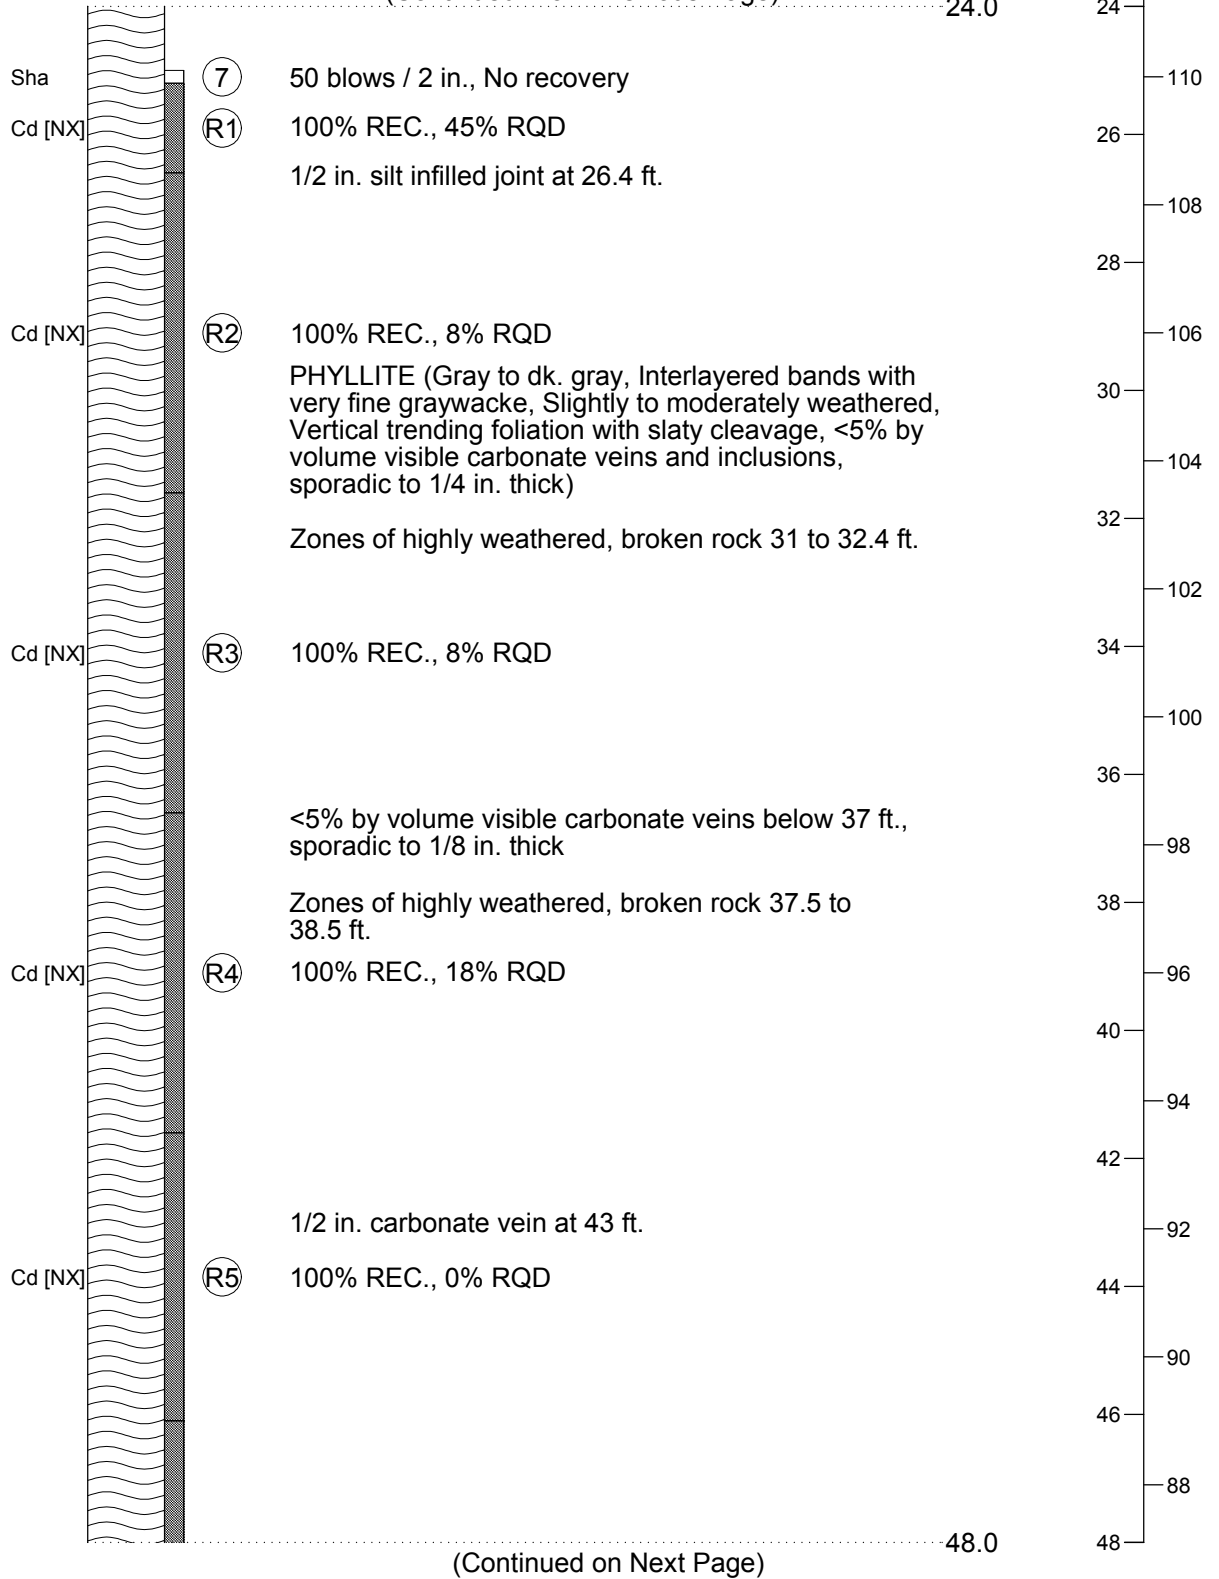 24.0 24
Sha 7 50 blows / 2 in., No recovery 110
Cd [NX] R1 100% REC., 45% RQD 26
1/2 in. silt infilled joint at 26.4 ft.
108
28
Cd [NX] R2 100% REC., 8% RQD 106
PHYLLITE (Gray to dk. gray, Interlayered bands with
very fine graywacke, Slightly to moderately weathered, 30
Vertical trending foliation with slaty cleavage, <5% by
volume visible carbonate veins and inclusions, 104
sporadic to 1/4 in. thick)
32
Zones of highly weathered, broken rock 31 to 32.4 ft.
102
Cd [NX] R3 100% REC., 8% RQD 34
100
36
<5% by volume visible carbonate veins below 37 ft.,
sporadic to 1/8 in. thick 98
Zones of highly weathered, broken rock 37.5 to 38
38.5 ft.
Cd [NX] R4 100% REC., 18% RQD 96
40
94
42
1/2 in. carbonate vein at 43 ft. 92
Cd [NX] R5 100% REC., 0% RQD 44
90
46
88
48.0 48
(Continued on Next Page)